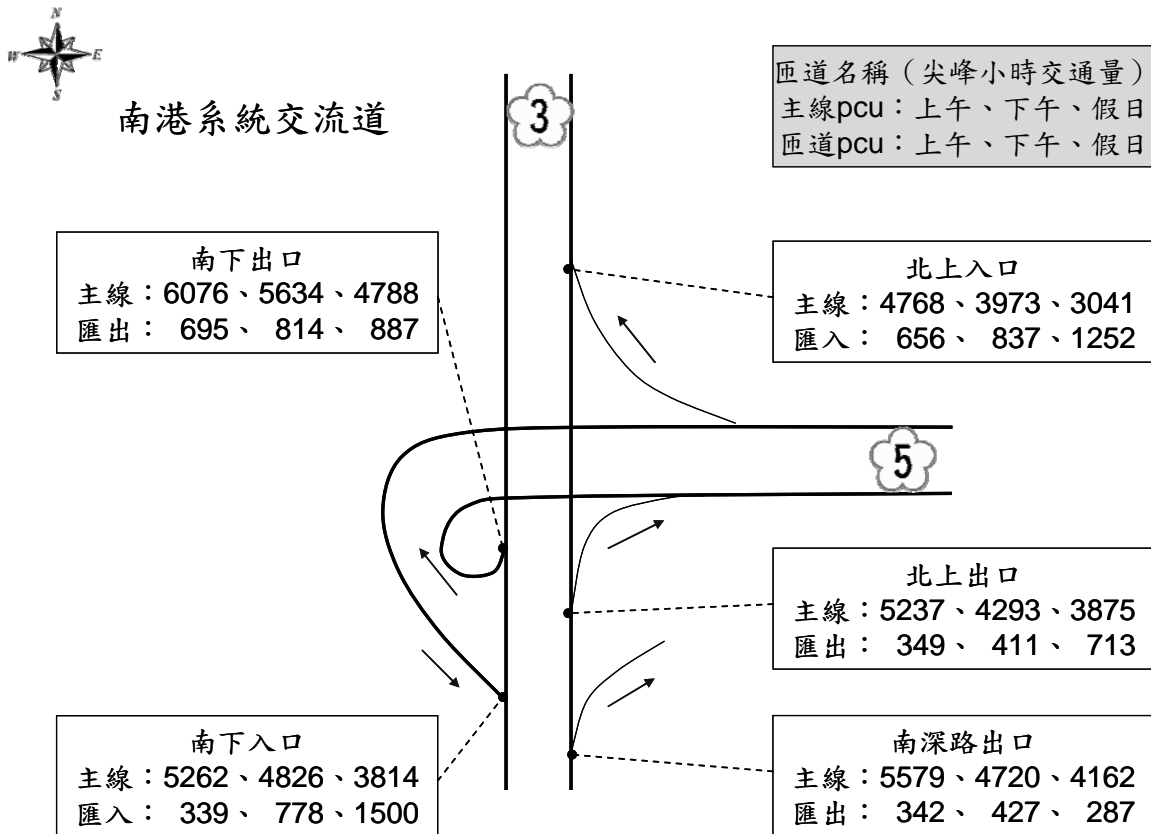 N
W E
S
南港系統交流道
匝道名稱（尖峰小時交通量）
主線pcu：上午、下午、假日
匝道pcu：上午、下午、假日
3
南下出口
主線：6076、5634、4788
匯出： 695、 814、 887
北上入口
主線：4768、3973、3041
匯入： 656、 837、1252
5
北上出口
主線：5237、4293、3875
匯出： 349、 411、 713
南下入口
主線：5262、4826、3814
匯入： 339、 778、1500
南深路出口
主線：5579、4720、4162
匯出： 342、 427、 287